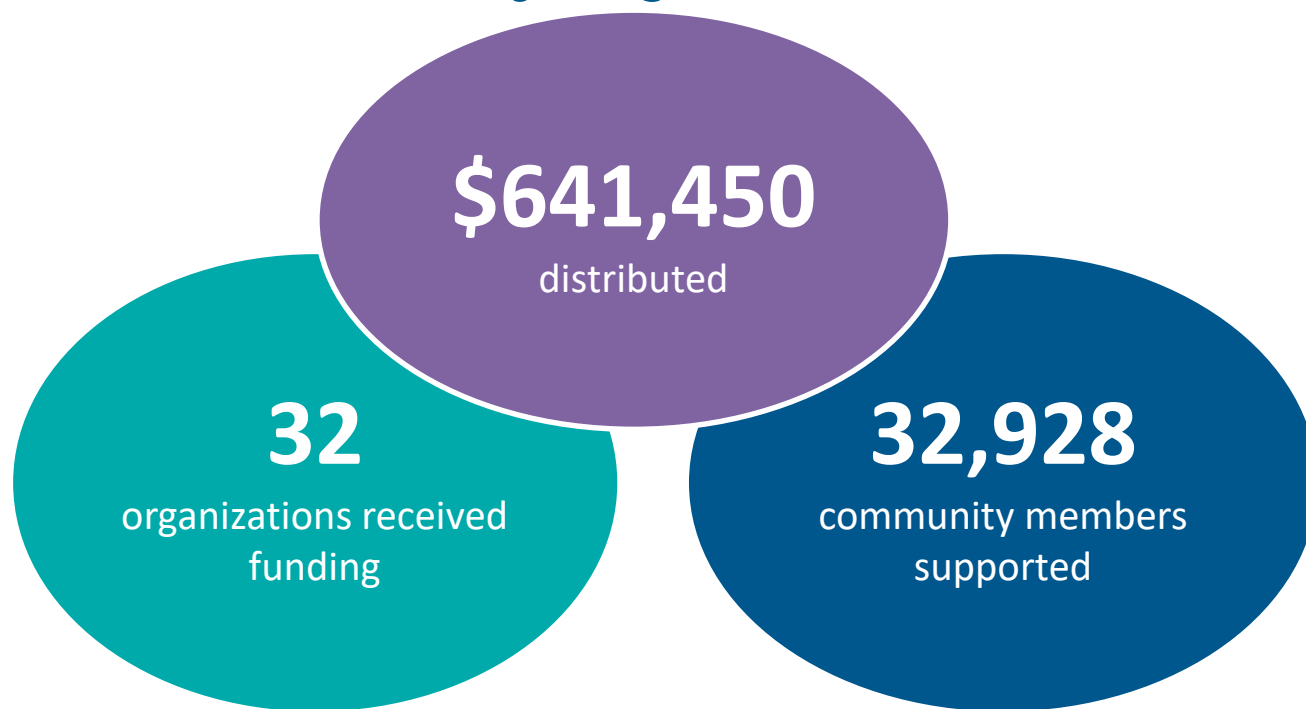 $641,450
distributed
32
organizations received
funding
32,928
community members
supported